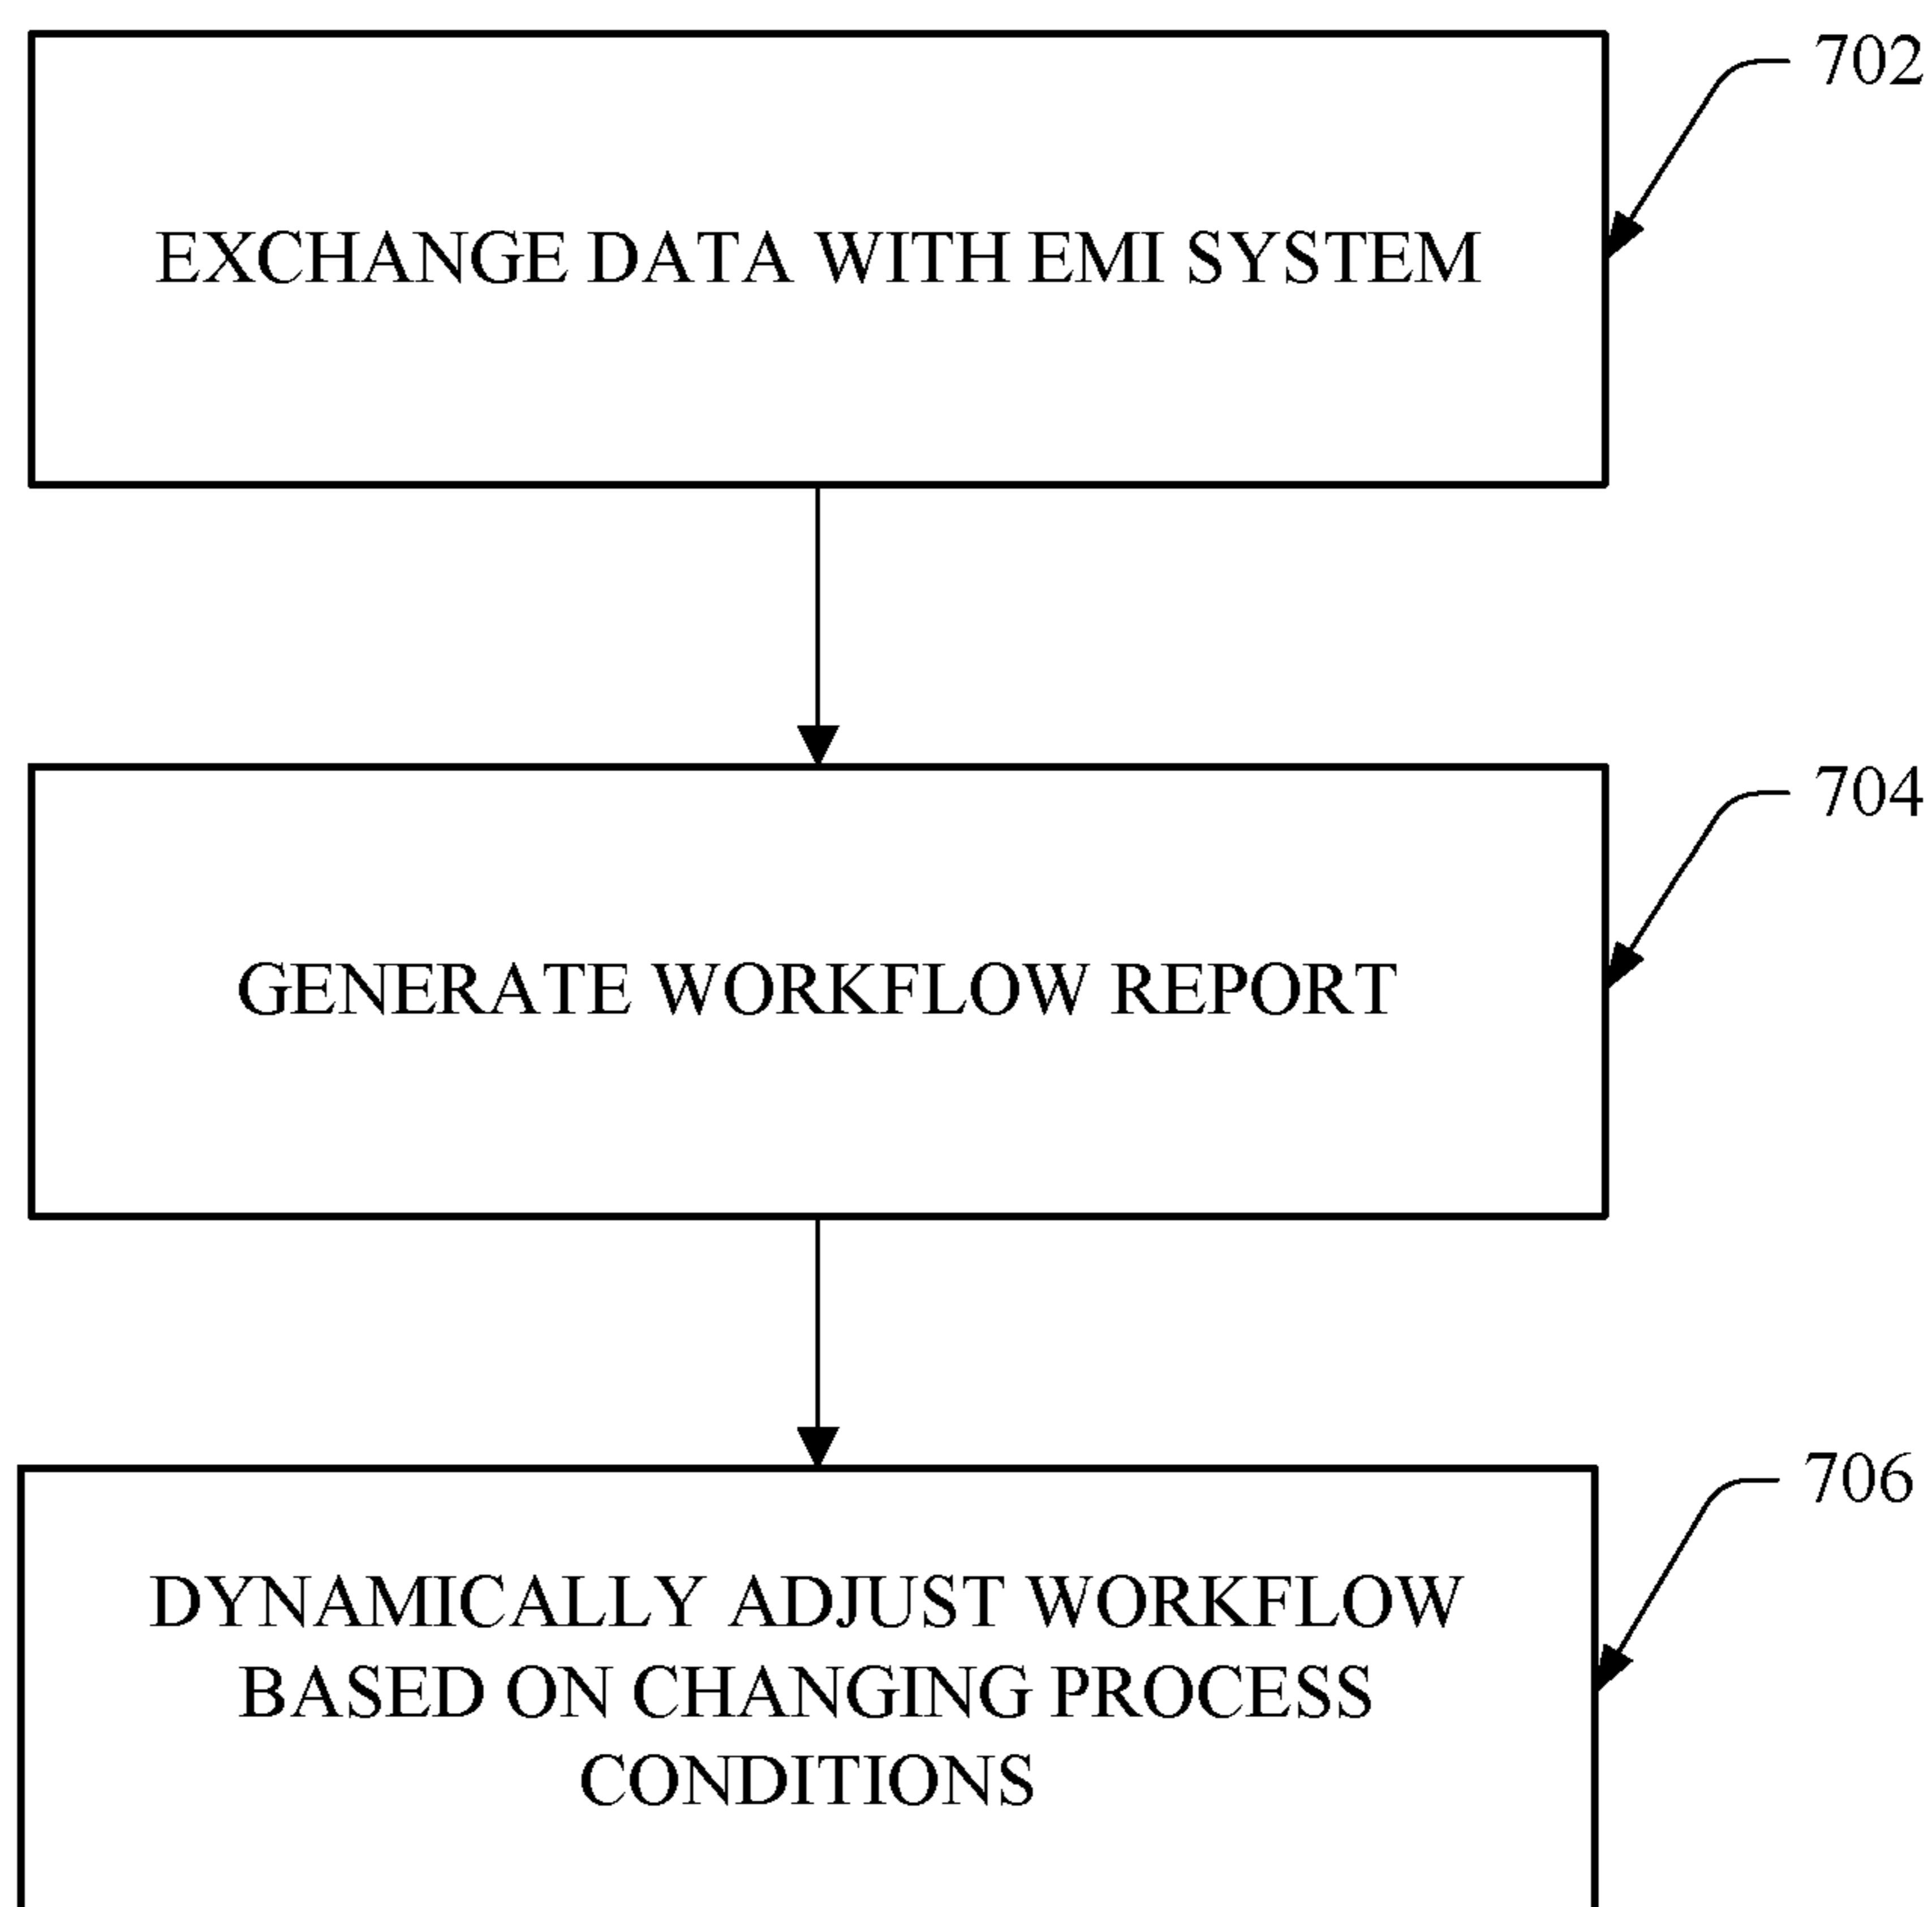 702
EXCHANGE DATA WITH EMI SYSTEM
704
GENERATE WORKFLOW REPORT
706
DYNAMICALLY ADJUST WORKFLOW
BASED ON CHANGING PROCESS
CONDITIONS